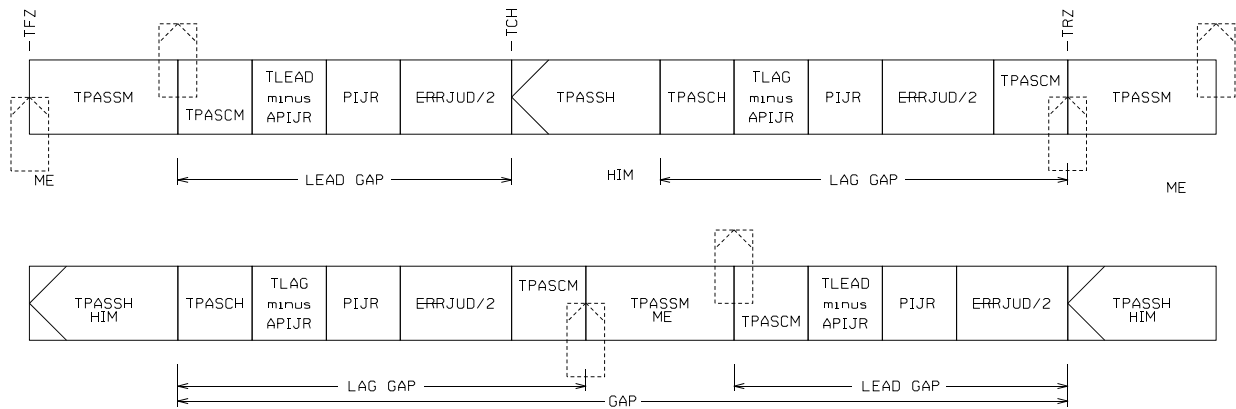 TFZ
TCH
TRZ
TPASSM
TPASCM
TLEAD
minus
APIJR
PIJR
ERRJUD/2
TPASSH
TPASCH
TLAG
minus
APIJR
PIJR
ERRJUD/2
TPASCM
TPASSM
ME
LEAD GAP
HIM
LAG GAP
ME
TPASSH
HIM
TPASCH
TLAG
minus
APIJR
PIJR
ERRJUD/2
TPASCM
TPASSM
ME
TPASCM
TLEAD
minus
APIJR
PIJR
ERRJUD/2
TPASSH
HIM
LAG GAP
LEAD GAP
GAP